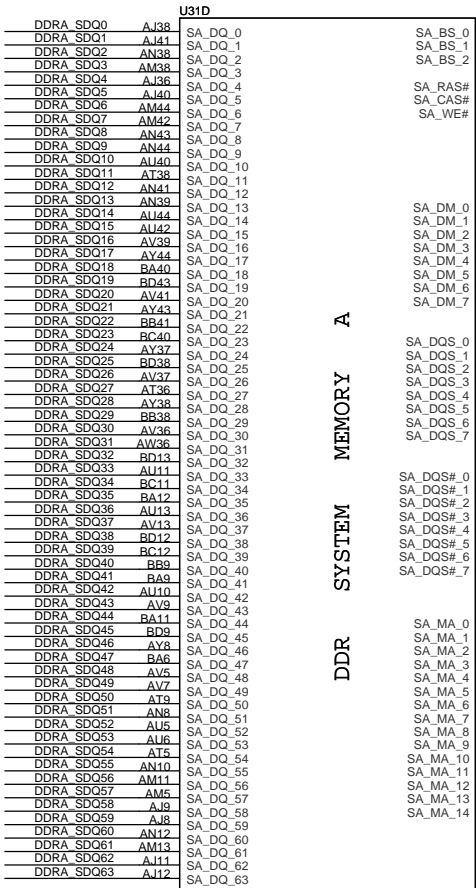 U31D
DDRA_SDQ0 AJ38 SA_DQ_0 SA_BS_0
DDRA_SDQ1 AJ41 SA_DQ_1 SA_BS_1
DDRA_SDQ2 AN38 SA_DQ_2 SA_BS_2
DDRA_SDQ3 AM38 SA_DQ_3
DDRA_SDQ4 AJ36 SA_DQ_4 SA_RAS#
DDRA_SDQ5 AJ40 SA_DQ_5 SA_CAS#
DDRA_SDQ6 AM44 SA_DQ_6 SA_WE#
DDRA_SDQ7 AM42 SA_DQ_7
DDRA_SDQ8 AN43 SA_DQ_8
DDRA_SDQ9 AN44 SA_DQ_9
DDRA_SDQ10 AU40 SA_DQ_10
DDRA_SDQ11 AT38 SA_DQ_11
DDRA_SDQ12 AN41 SA_DQ_12
DDRA_SDQ13 AN39 SA_DQ_13 SA_DM_0
DDRA_SDQ14 AU44 SA_DQ_14 SA_DM_1
DDRA_SDQ15 AU42 SA_DQ_15 SA_DM_2
DDRA_SDQ16 AV39 SA_DQ_16 SA_DM_3
DDRA_SDQ17 AY44 SA_DQ_17 SA_DM_4
DDRA_SDQ18 BA40 SA_DQ_18 SA_DM_5
DDRA_SDQ19 BD43 SA_DQ_19 SA_DM_6
DDRA_SDQ20 AV41 SA_DQ_20 SA_DM_7
DDRA_SDQ21 AY43 SA_DQ_21
DDRA_SDQ22 BB41 SA_DQ_22
DDRA_SDQ23 BC40 SA_DQ_23 SA_DQS_0
DDRA_SDQ24 AY37 SA_DQ_24 SA_DQS_1
DDRA_SDQ25 BD38 SA_DQ_25 SA_DQS_2
DDRA_SDQ26 AV37 SA_DQ_26 SA_DQS_3
DDRA_SDQ27 AT36 SA_DQ_27 SA_DQS_4
DDRA_SDQ28 AY38 SA_DQ_28 SA_DQS_5
DDRA_SDQ29 BB38 SA_DQ_29 SA_DQS_6
DDRA_SDQ30 AV36 SA_DQ_30 SA_DQS_7
DDRA_SDQ31 AW36 SA_DQ_31
DDRA_SDQ32 BD13 SA_DQ_32
DDRA_SDQ33 AU11 SA_DQ_33 SA_DQS#_0
DDRA_SDQ34 BC11 SA_DQ_34 SA_DQS#_1
DDRA_SDQ35 BA12 SA_DQ_35 SA_DQS#_2
DDRA_SDQ36 AU13 SA_DQ_36 SA_DQS#_3
DDRA_SDQ37 AV13 SA_DQ_37 SA_DQS#_4
DDRA_SDQ38 BD12 SA_DQ_38 SA_DQS#_5
DDRA_SDQ39 BC12 SA_DQ_39 SA_DQS#_6
DDRA_SDQ40 BB9 SA_DQ_40 SA_DQS#_7
DDRA_SDQ41 BA9 SA_DQ_41
DDRA_SDQ42 AU10 SA_DQ_42
DDRA_SDQ43 AV9 SA_DQ_43
DDRA_SDQ44 BA11 SA_DQ_44 SA_MA_0
DDRA_SDQ45 BD9 SA_DQ_45 SA_MA_1
DDRA_SDQ46 AY8 SA_DQ_46 SA_MA_2
DDRA_SDQ47 BA6 SA_DQ_47 SA_MA_3
DDRA_SDQ48 AV5 SA_DQ_48 SA_MA_4
DDRA_SDQ49 AV7 SA_DQ_49 SA_MA_5
DDRA_SDQ50 AT9 SA_DQ_50 SA_MA_6
DDRA_SDQ51 AN8 SA_DQ_51 SA_MA_7
DDRA_SDQ52 AU5 SA_DQ_52 SA_MA_8
DDRA_SDQ53 AU6 SA_DQ_53 SA_MA_9
DDRA_SDQ54 AT5 SA_DQ_54 SA_MA_10
DDRA_SDQ55 AN10 SA_DQ_55 SA_MA_11
DDRA_SDQ56 AM11 SA_DQ_56 SA_MA_12
DDRA_SDQ57 AM5 SA_DQ_57 SA_MA_13
DDRA_SDQ58 AJ9 SA_DQ_58 SA_MA_14
DDRA_SDQ59 AJ8 SA_DQ_59
DDRA_SDQ60 AN12 SA_DQ_60
DDRA_SDQ61 AM13 SA_DQ_61
DDRA_SDQ62 AJ11 SA_DQ_62
DDRA_SDQ63 AJ12 SA_DQ_63
DDR SYSTEM MEMORY A